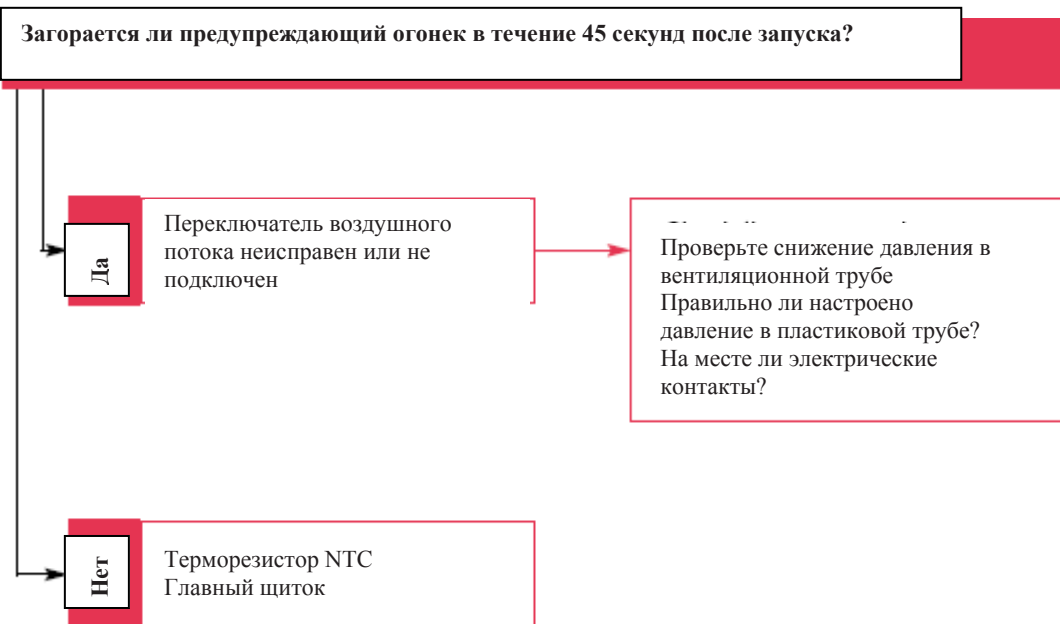 Загорается ли предупреждающий огонек в течение 45 секунд после запуска?
Да
Переключатель воздушного
потока неисправен или не
подключен
Проверьте снижение давления в
вентиляционной трубе
Правильно ли настроено
давление в пластиковой трубе?
На месте ли электрические
контакты?
Нет
Терморезистор NTC
Главный щиток